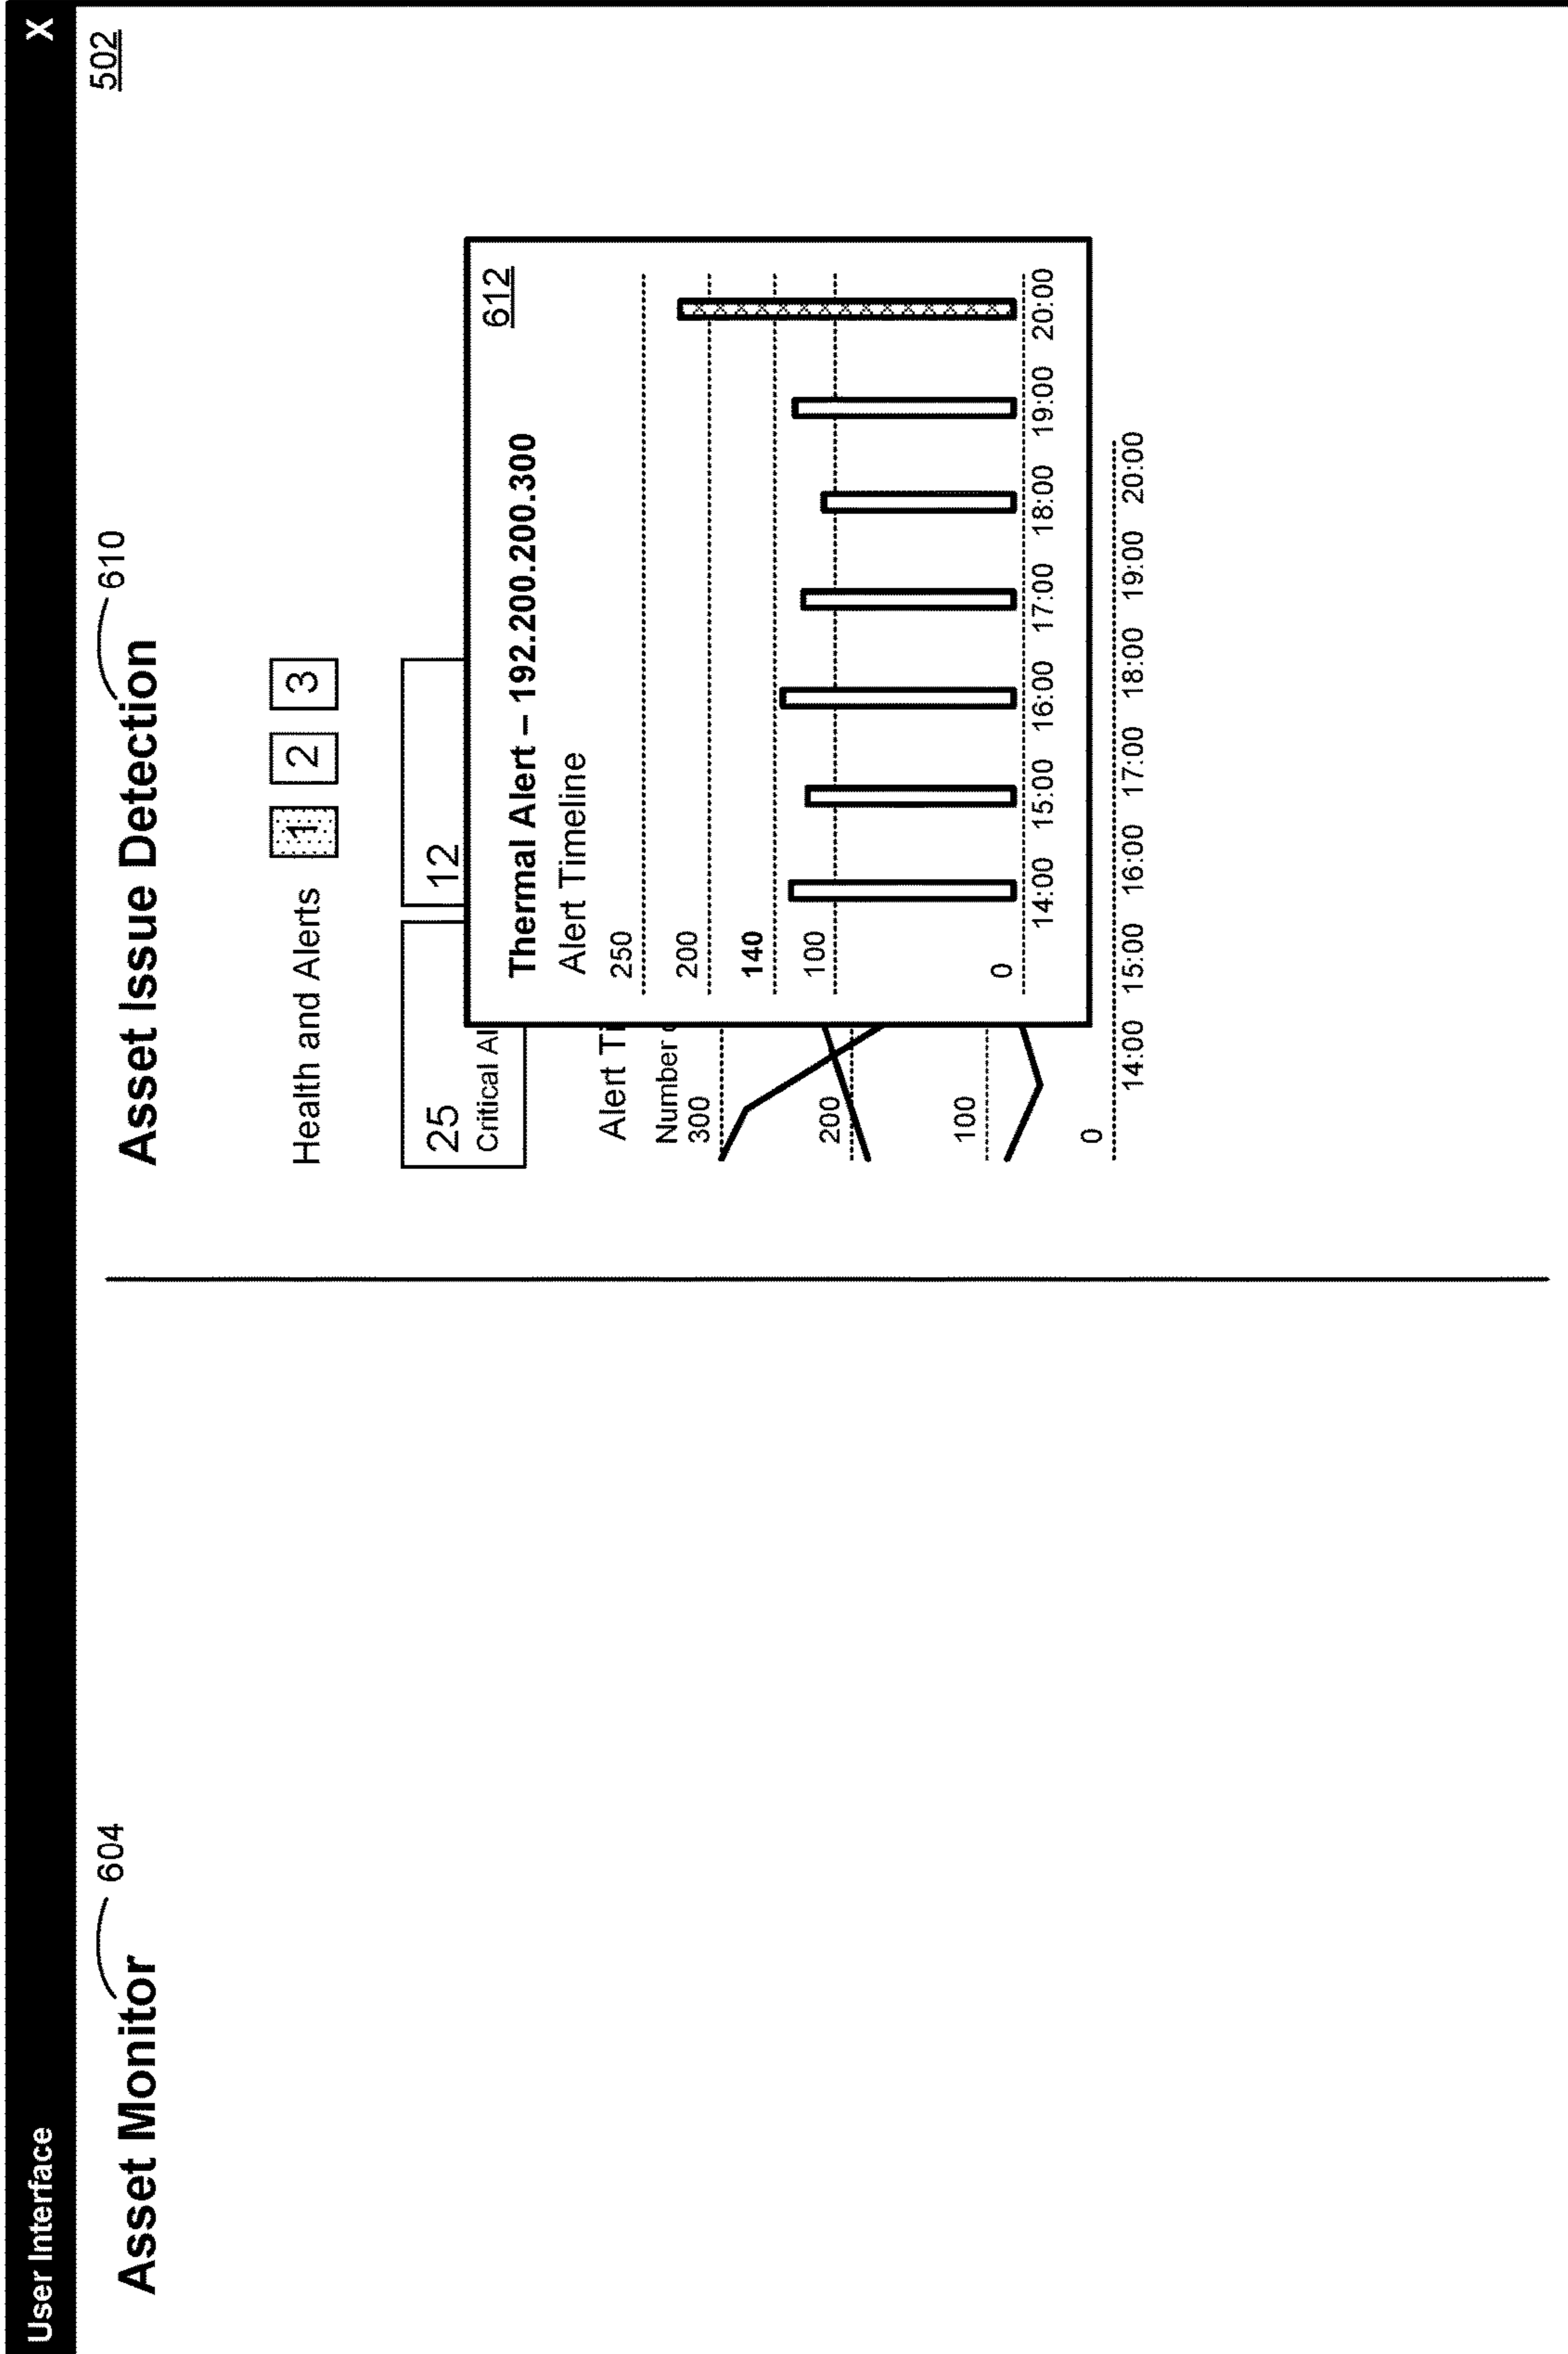 User Interface X
502
Asset Monitor 604
Asset Issue Detection 610
Health and Alerts 1 2 3
25
Critical Al
12
Alert Ti
Number
300
200
100
0
14:00 15:00 16:00 17:00 18:00 19:00 20:00
612
Thermal Alert – 192.200.200.300
Alert Timeline
250
200
140
100
0
14:00 15:00 16:00 17:00 18:00 19:00 20:00